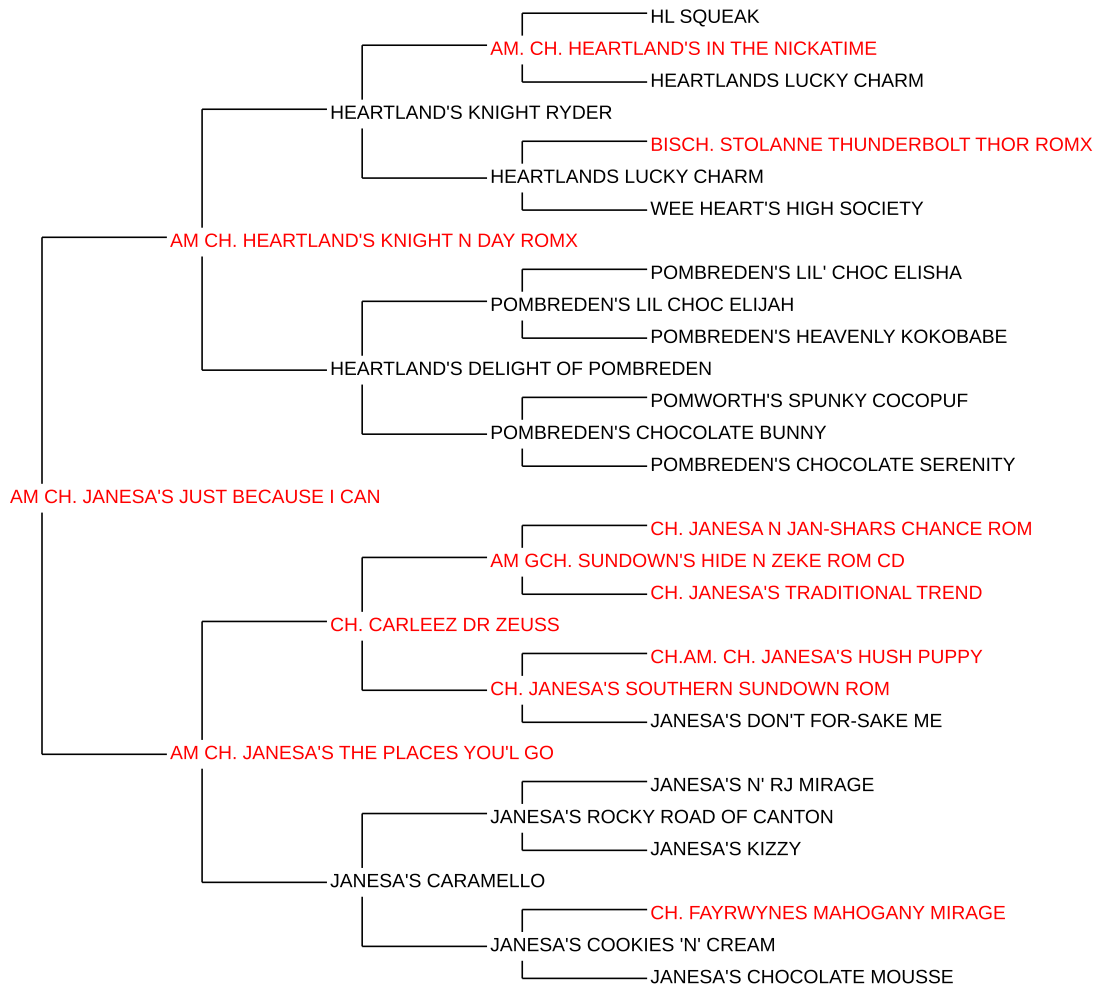 HL SQUEAK
AM. CH. HEARTLAND'S IN THE NICKATIME
HEARTLANDS LUCKY CHARM
HEARTLAND'S KNIGHT RYDER
BISCH. STOLANNE THUNDERBOLT THOR ROMX
HEARTLANDS LUCKY CHARM
WEE HEART'S HIGH SOCIETY
AM CH. HEARTLAND'S KNIGHT N DAY ROMX
POMBREDEN'S LIL' CHOC ELISHA
POMBREDEN'S LIL CHOC ELIJAH
POMBREDEN'S HEAVENLY KOKOBABE
HEARTLAND'S DELIGHT OF POMBREDEN
POMWORTH'S SPUNKY COCOPUF
POMBREDEN'S CHOCOLATE BUNNY
POMBREDEN'S CHOCOLATE SERENITY
AM CH. JANESA'S JUST BECAUSE I CAN
CH. JANESA N JAN-SHARS CHANCE ROM
AM GCH. SUNDOWN'S HIDE N ZEKE ROM CD
CH. JANESA'S TRADITIONAL TREND
CH. CARLEEZ DR ZEUSS
CH.AM. CH. JANESA'S HUSH PUPPY
CH. JANESA'S SOUTHERN SUNDOWN ROM
JANESA'S DON'T FOR-SAKE ME
AM CH. JANESA'S THE PLACES YOU'L GO
JANESA'S N' RJ MIRAGE
JANESA'S ROCKY ROAD OF CANTON
JANESA'S KIZZY
JANESA'S CARAMELLO
CH. FAYRWYNES MAHOGANY MIRAGE
JANESA'S COOKIES 'N' CREAM
JANESA'S CHOCOLATE MOUSSE